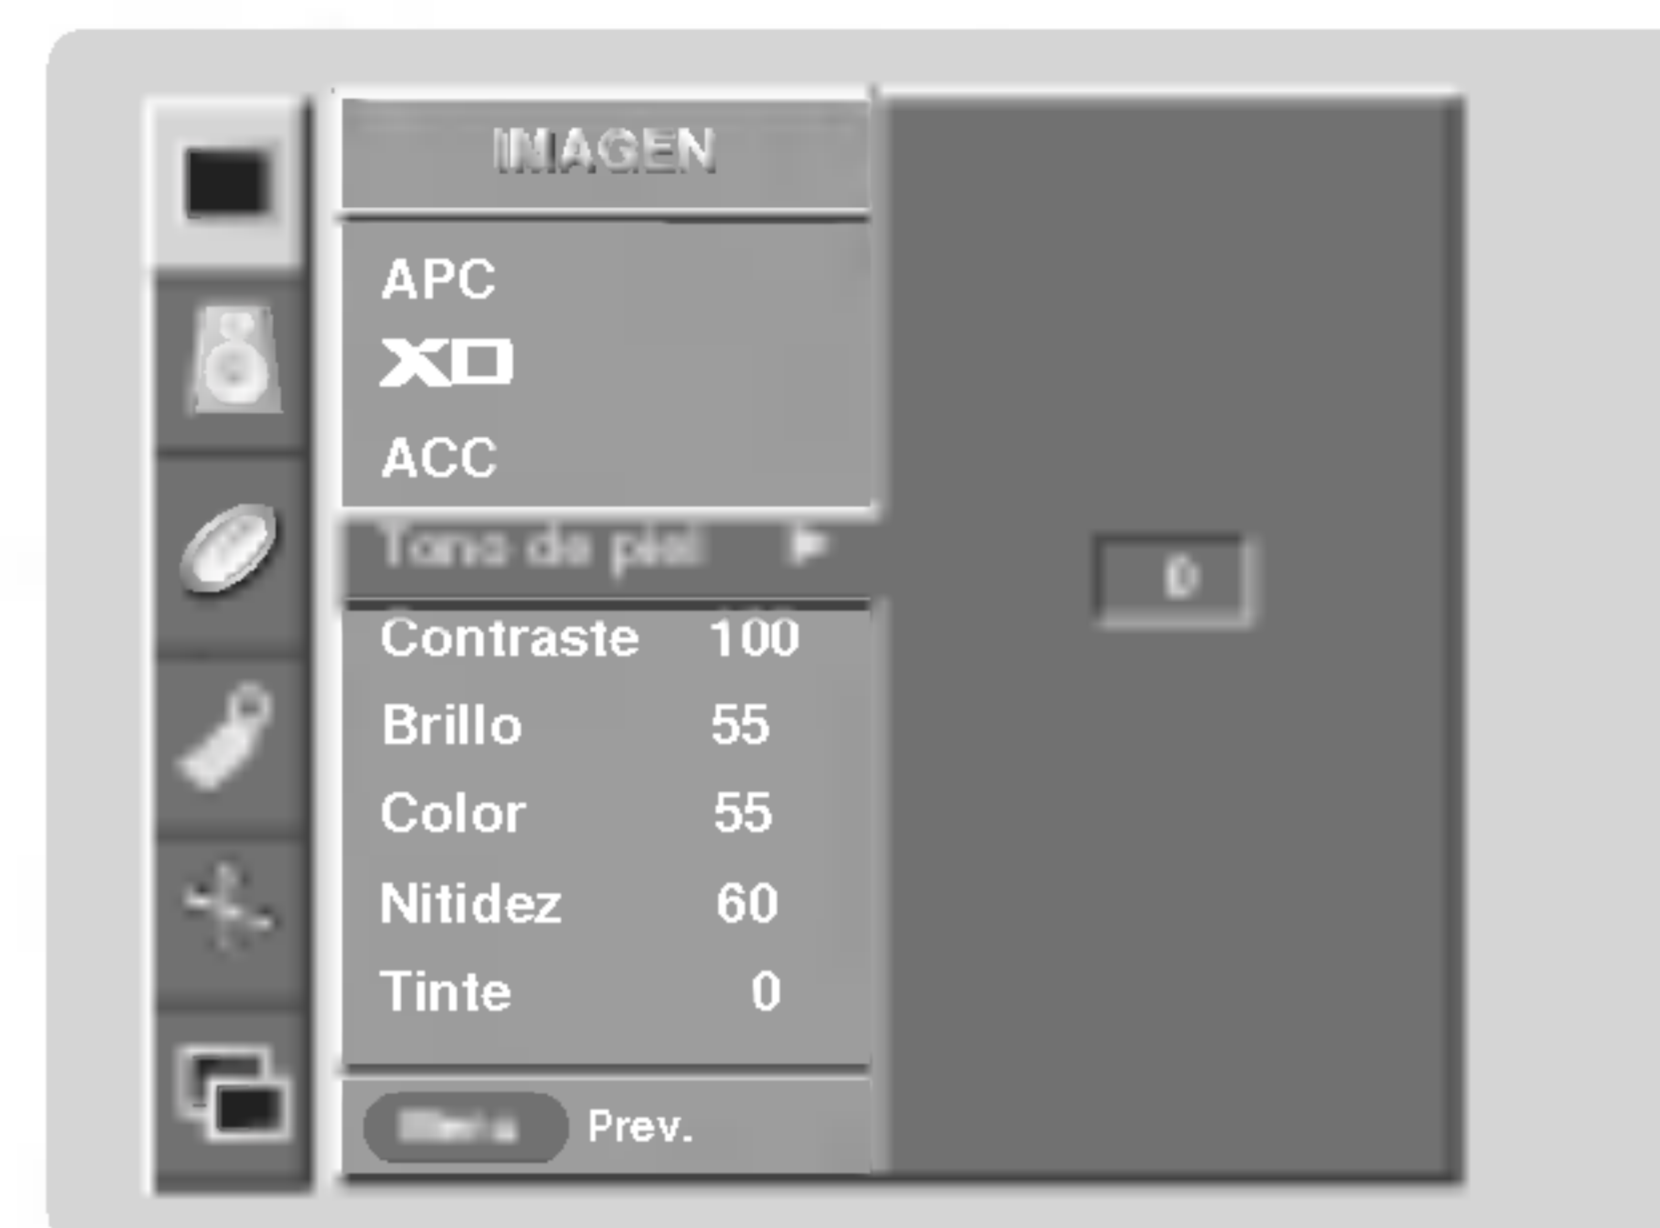 IMAGEN
APC
XD
ACC
Tono de piel
0
Contraste 100
Brillo 55
Color 55
Nitidez 60
Tinte 0
Prev.